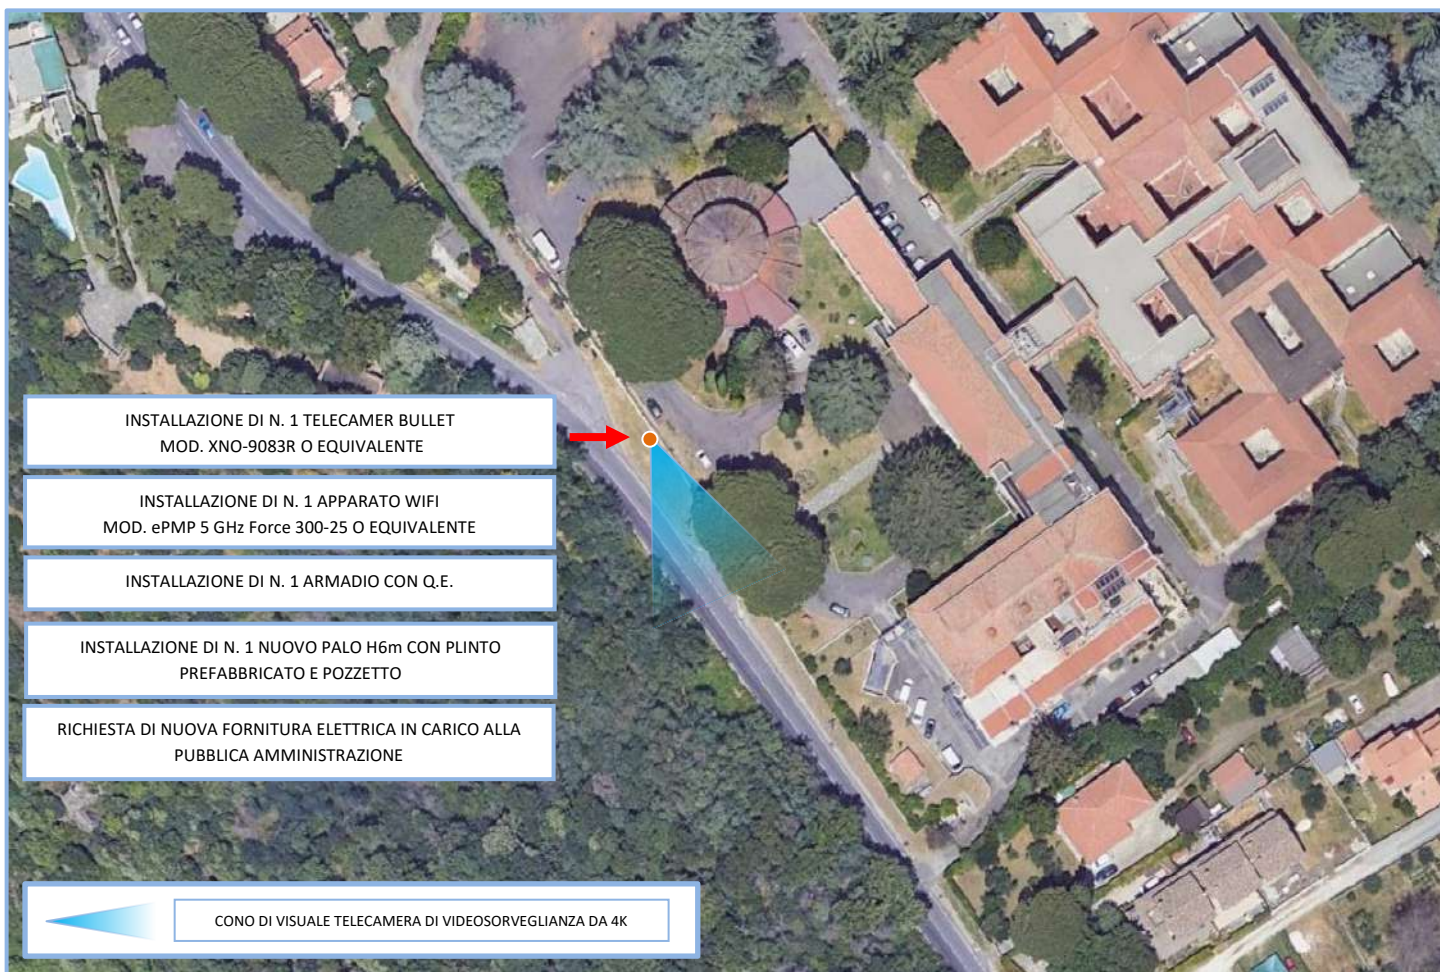 INSTALLAZIONE DI N. 1 TELECAMER BULLET
MOD. XNO-9083R O EQUIVALENTE
INSTALLAZIONE DI N. 1 APPARATO WIFI
MOD. ePMP 5 GHz Force 300-25 O EQUIVALENTE
INSTALLAZIONE DI N. 1 ARMADIO CON Q.E.
INSTALLAZIONE DI N. 1 NUOVO PALO H6m CON PLINTO
PREFABBRICATO E POZZETTO
RICHIESTA DI NUOVA FORNITURA ELETTRICA IN CARICO ALLA
PUBBLICA AMMINISTRAZIONE
CONO DI VISUALE TELECAMERA DI VIDEOSORVEGLIANZA DA 4K